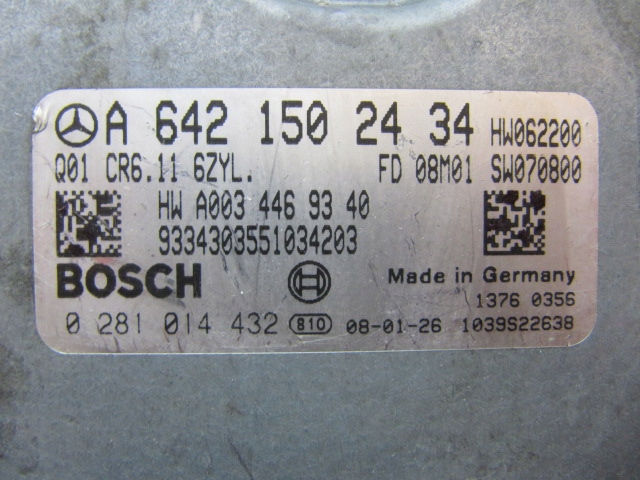 A 642 150 24 34 HW062200
Q01 CR6.11 6ZYL. FD 08M01 SW070800
HW A003 446 93 40
9334303551034203
BOSCH Made in Germany
1376 0356
0 281 014 432 810 08-01-26 1039S22638